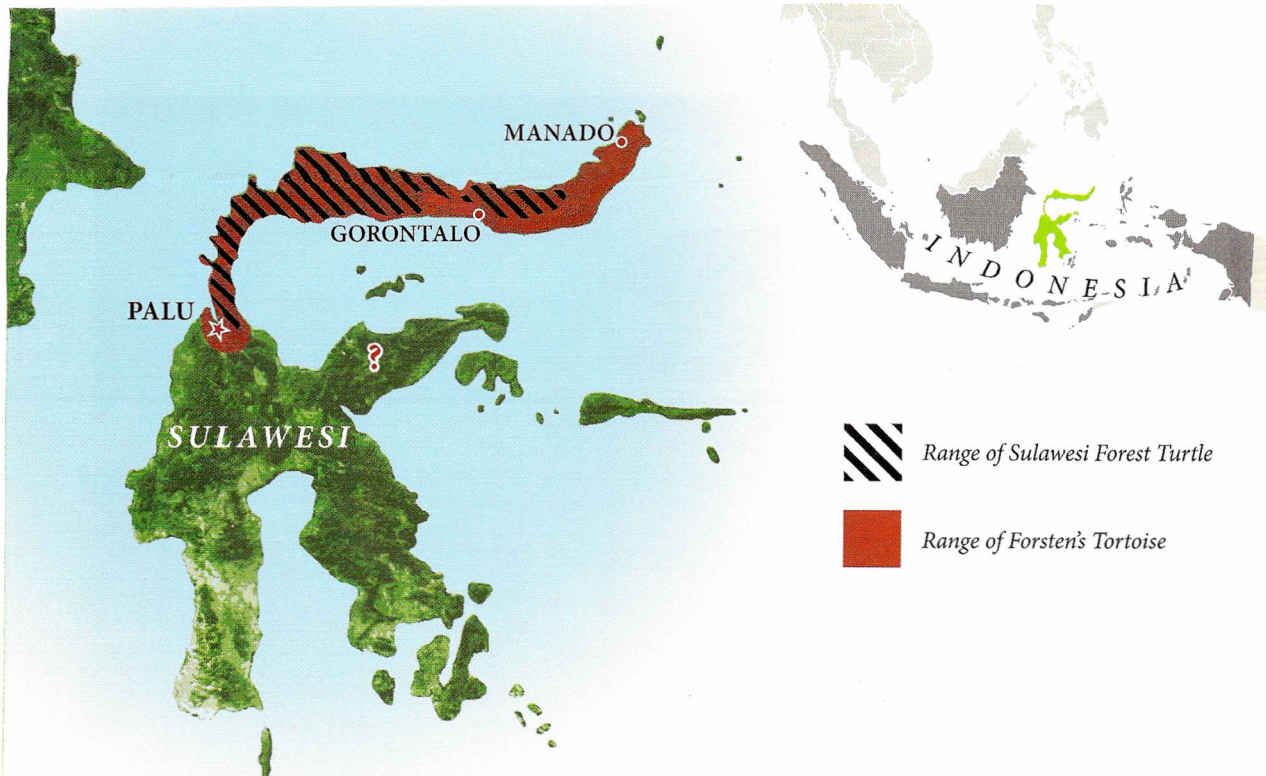 MANADO
GORONTALO
PALU
?
SULAWESI
INDONESIA
Range of Sulawesi Forest Turtle
Range of Forsten's Tortoise